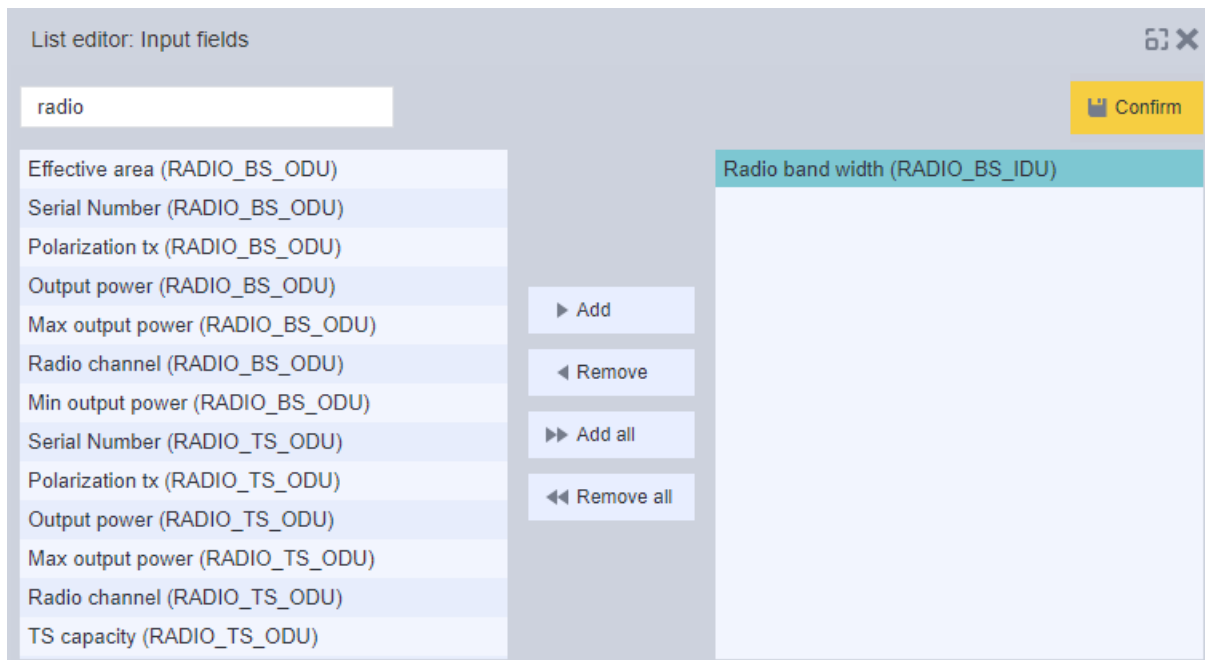 List editor: Input fields
radio
Confirm
Effective area (RADIO_BS_ODU)
Serial Number (RADIO_BS_ODU)
Polarization tx (RADIO_BS_ODU)
Output power (RADIO_BS_ODU)
Max output power (RADIO_BS_ODU)
Radio channel (RADIO_BS_ODU)
Min output power (RADIO_BS_ODU)
Serial Number (RADIO_TS_ODU)
Polarization tx (RADIO_TS_ODU)
Output power (RADIO_TS_ODU)
Max output power (RADIO_TS_ODU)
Radio channel (RADIO_TS_ODU)
TS capacity (RADIO_TS_ODU)
Add
Remove
Add all
Remove all
Radio band width (RADIO_BS_IDU)